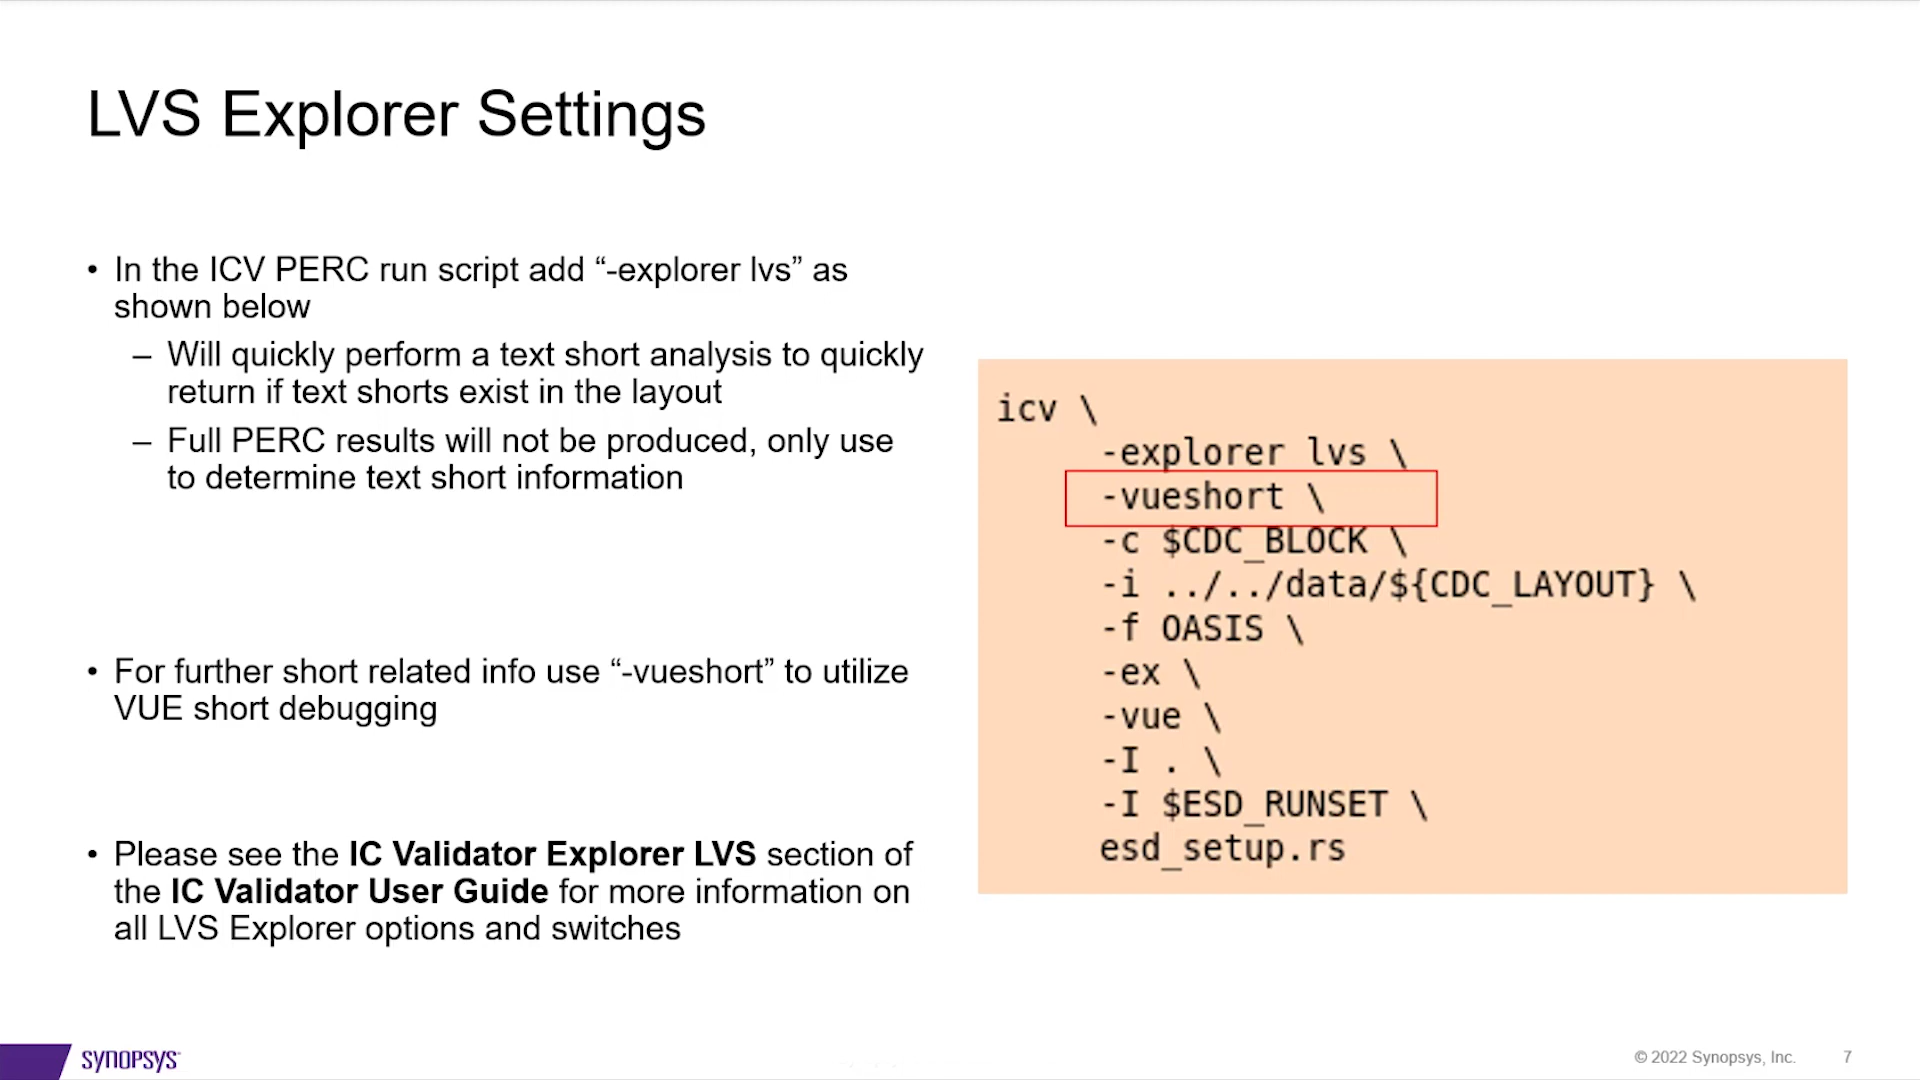 LVS Explorer Settings
• In the ICV PERC run script add “-explorer lvs” as
shown below
– Will quickly perform a text short analysis to quickly
return if text shorts exist in the layout
– Full PERC results will not be produced, only use
to determine text short information
• For further short related info use “-vueshort” to utilize
VUE short debugging
• Please see the IC Validator Explorer LVS section of
the IC Validator User Guide for more information on
all LVS Explorer options and switches
icv \
-explorer lvs \
-vueshort \
-c $CDC_BLOCK \
-i ../../data/${CDC_LAYOUT} \
-f OASIS \
-ex \
-vue \
-I . \
-I $ESD_RUNSET \
esd_setup.rs
SYNOPSYS
© 2022 Synopsys, Inc. 7